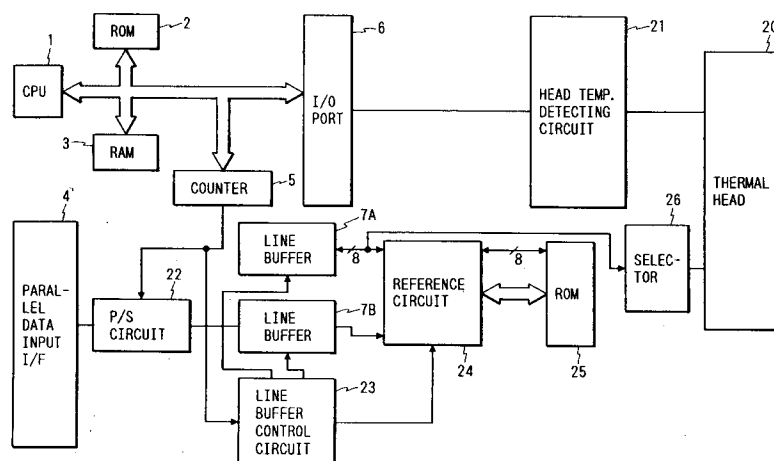 1
2
ROM
6
21
20
CPU
I/O
PORT
HEAD TEMP.
DETECTING
CIRCUIT
3
RAM
COUNTER
5
THERMAL
HEAD
4
7A
LINE
BUFFER
8
26
SELEC-
TOR
PARAL-
LEL
DATA
INPUT
I/F
22
P/S
CIRCUIT
7B
LINE
BUFFER
REFERENCE
CIRCUIT
24
8
ROM
25
23
LINE
BUFFER
CONTROL
CIRCUIT